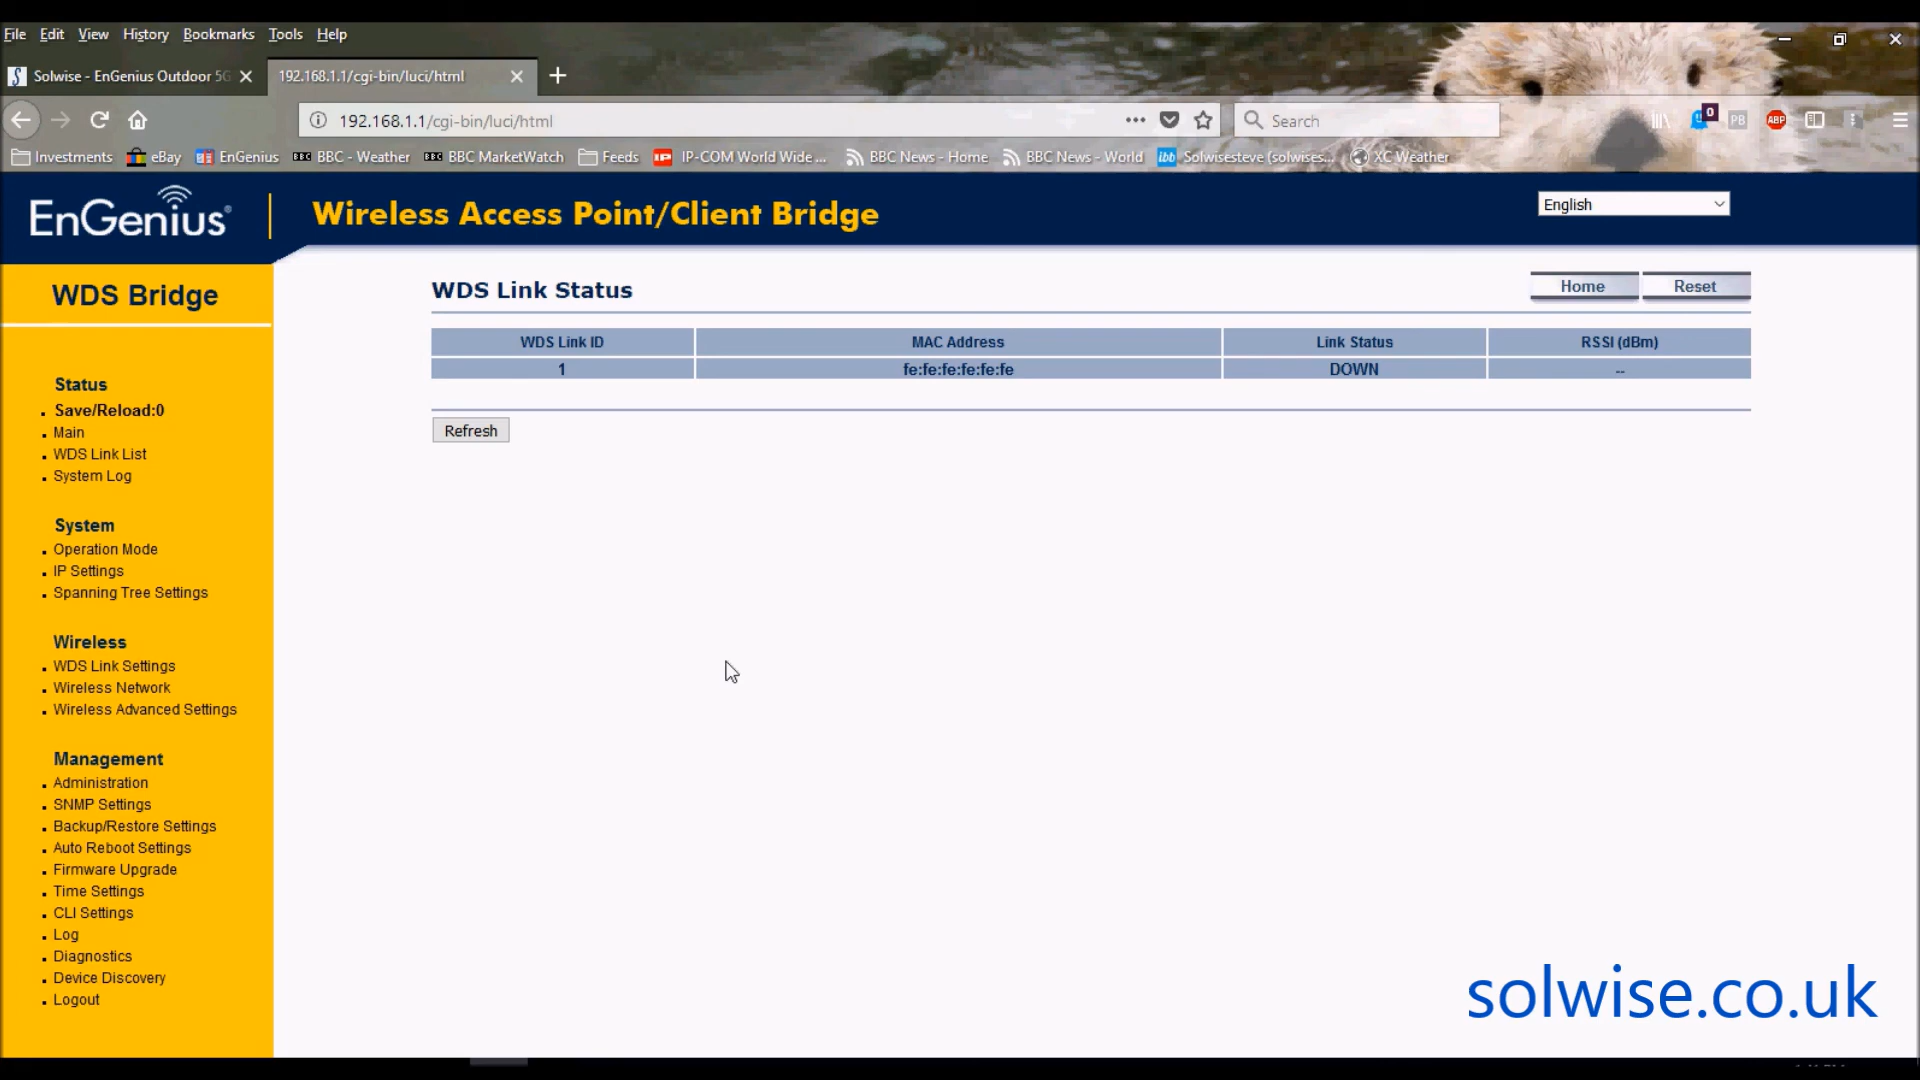 File Edit View History Bookmarks Tools Help
Solwise - EnGenius Outdoor 5G
192.168.1.1/cgi-bin/luci/html
192.168.1.1/cgi-bin/luci/html
Search
0
PB
ABP
Investments eBay EnGenius BBC BBC - Weather BBC BBC MarketWatch Feeds IP IP-COM World Wide ... BBC News - Home BBC News - World ibb Solwisesteve (solwises... XC Weather
EnGenius®
Wireless Access Point/Client Bridge
English
WDS Bridge
Status
Save/Reload:0
Main
WDS Link List
System Log
System
Operation Mode
IP Settings
Spanning Tree Settings
Wireless
WDS Link Settings
Wireless Network
Wireless Advanced Settings
Management
Administration
SNMP Settings
Backup/Restore Settings
Auto Reboot Settings
Firmware Upgrade
Time Settings
CLI Settings
Log
Diagnostics
Device Discovery
Logout
WDS Link Status
Home Reset
WDS Link ID MAC Address Link Status RSSI (dBm)
1 fe:fe:fe:fe:fe:fe DOWN --
Refresh
solwise.co.uk